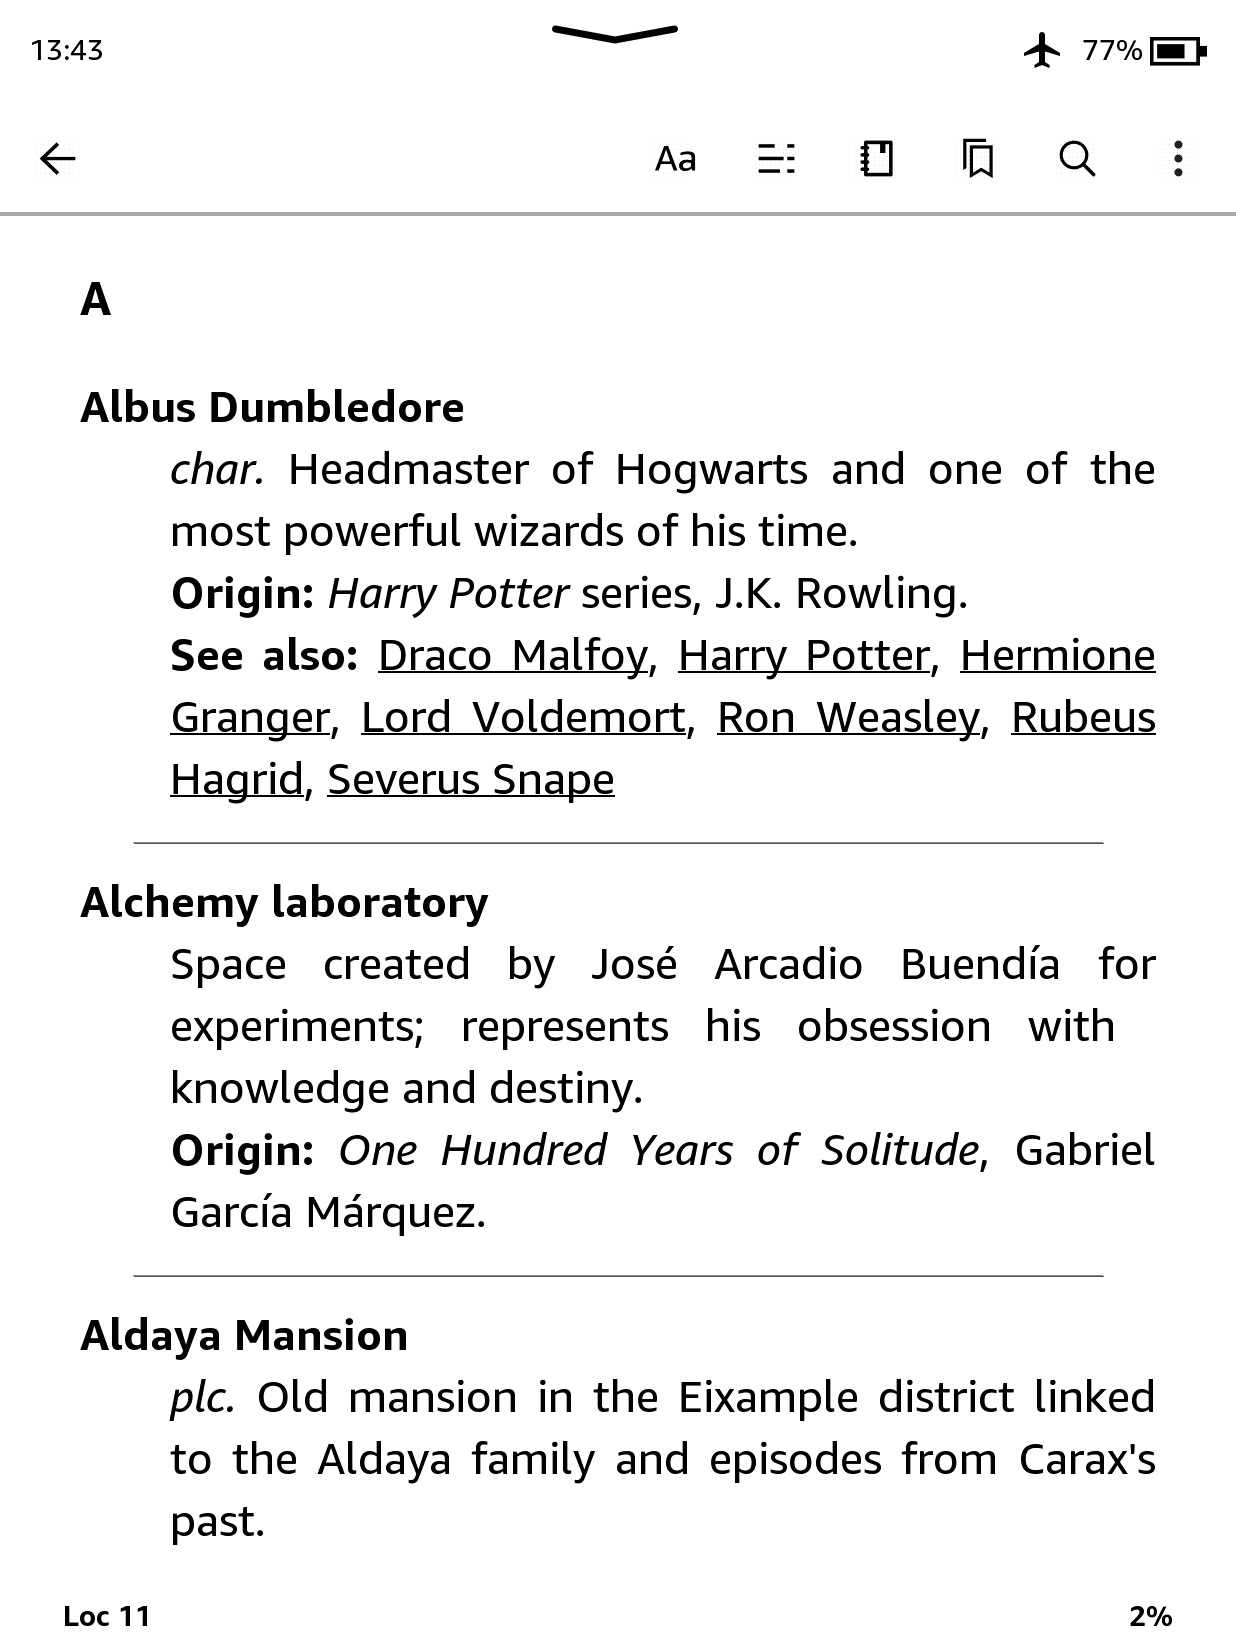 13:43
77%
Aa
A
Albus Dumbledore
char. Headmaster of Hogwarts and one of the
most powerful wizards of his time.
Origin: Harry Potter series, J.K. Rowling.
See also: Draco Malfoy, Harry Potter, Hermione
Granger, Lord Voldemort, Ron Weasley, Rubeus
Hagrid, Severus Snape
Alchemy laboratory
Space created by José Arcadio Buendía for
experiments; represents his obsession with
knowledge and destiny.
Origin: One Hundred Years of Solitude, Gabriel
García Márquez.
Aldaya Mansion
plc. Old mansion in the Eixample district linked
to the Aldaya family and episodes from Carax's
past.
Loc 11
2%